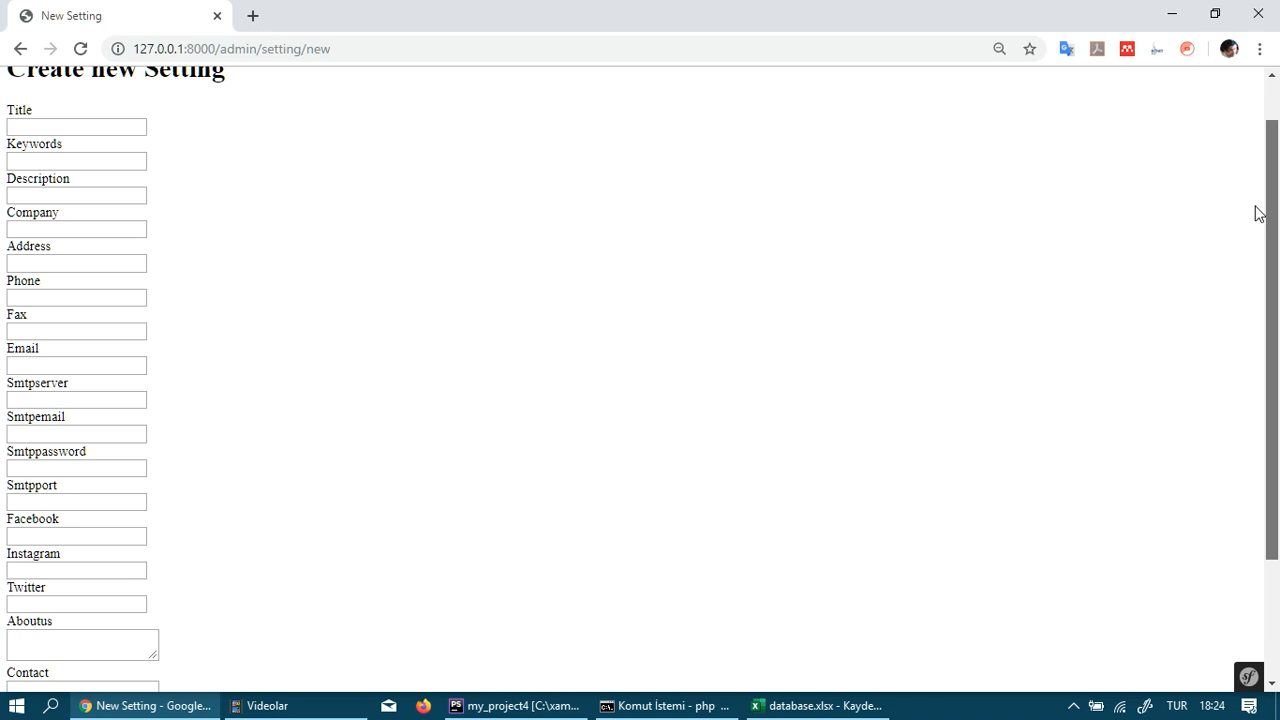 New Setting
127.0.0.1:8000/admin/setting/new
Create new Setting
Title
Keywords
Description
Company
Address
Phone
Fax
Email
Smtpserver
Smtpemail
Smtppassword
Smtpport
Facebook
Instagram
Twitter
Aboutus
Contact
sf
New Setting - Google...
Videolar
my_project4 [C:\xam...
Komut İstemi - php ...
database.xlsx - Kayde...
TUR
18:24